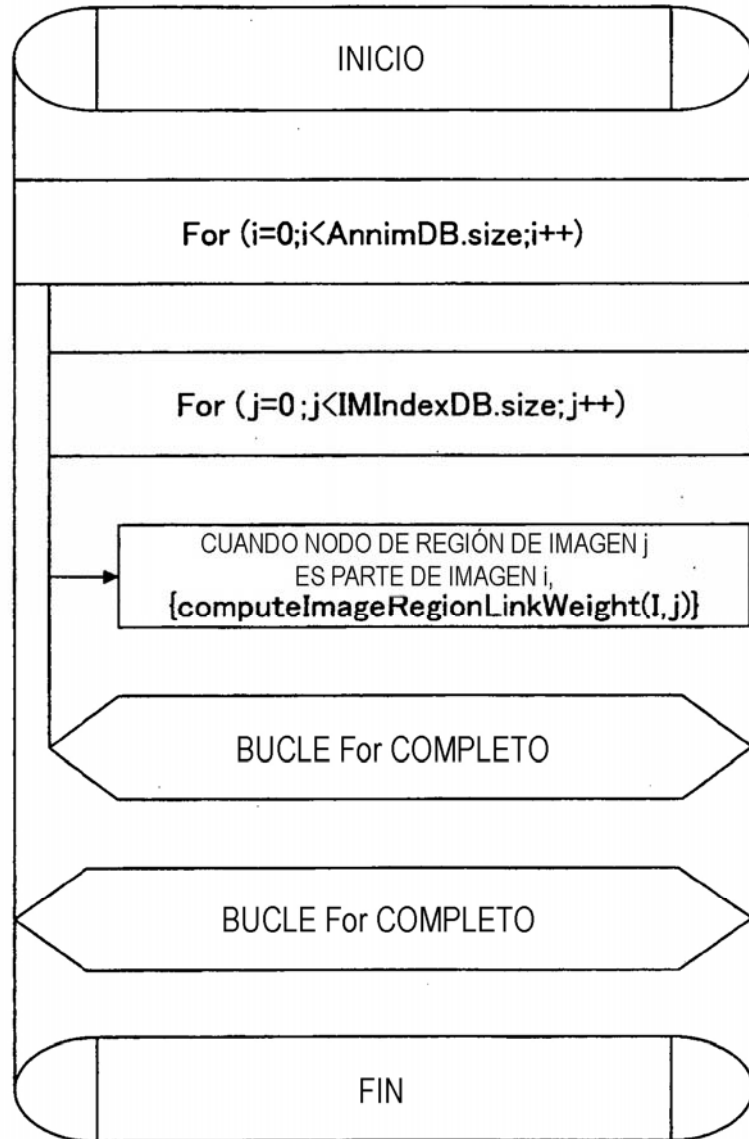 INICIO
For (i=0;i<AnnimDB.size;i++)
For (j=0;j<IMIndexDB.size;j++)
CUANDO NODO DE REGIÓN DE IMAGEN j
ES PARTE DE IMAGEN i,
{computeImageRegionLinkWeight(I,j)}
BUCLE For COMPLETO
BUCLE For COMPLETO
FIN